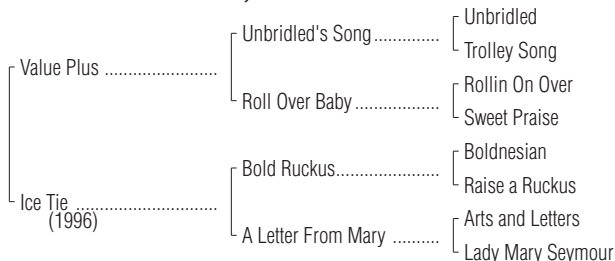 Unbridled
Unbridled's Song...............
Trolley Song
Value Plus ..........................
Rollin On Over
Roll Over Baby ...................
Sweet Praise
Boldnesian
Bold Ruckus.......................
Raise a Ruckus
Ice Tie ................................
(1996)
Arts and Letters
A Letter From Mary ..........
Lady Mary Seymour